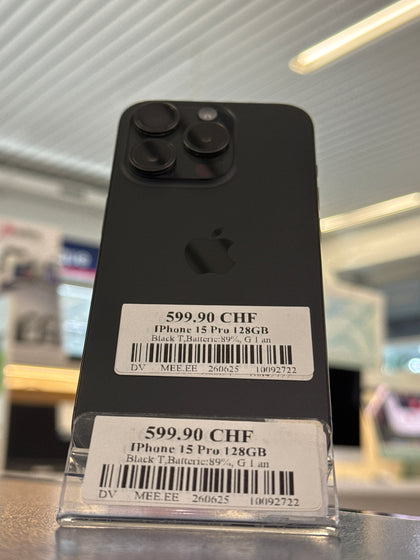 599.90 CHF
IPhone 15 Pro 128GB
Black T,Batterie:89%, G 1 an
DV MEE.EE 260625 10092722
599.90 CHF
IPhone 15 Pro 128GB
Black T,Batterie:89%, G 1 an
DV MEE.EE 260625 10092722